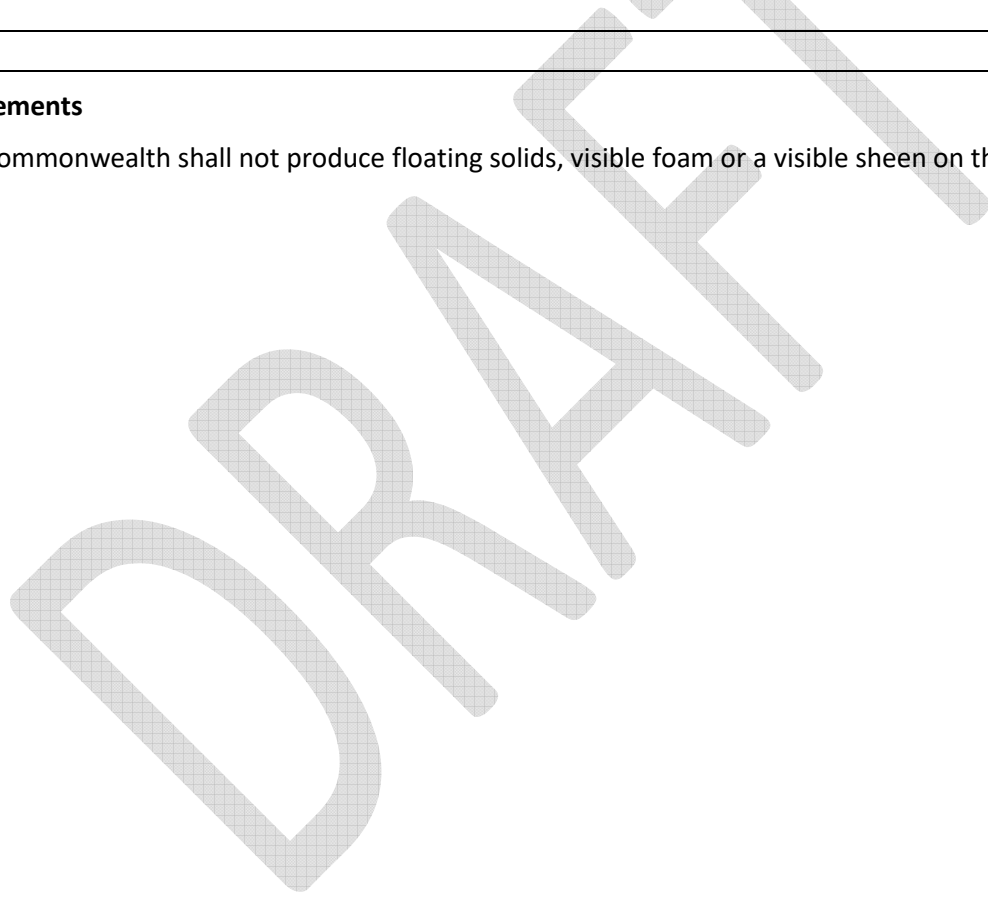 ements
ommonwealth shall not produce floating solids, visible foam or a visible sheen on th
DRAFT